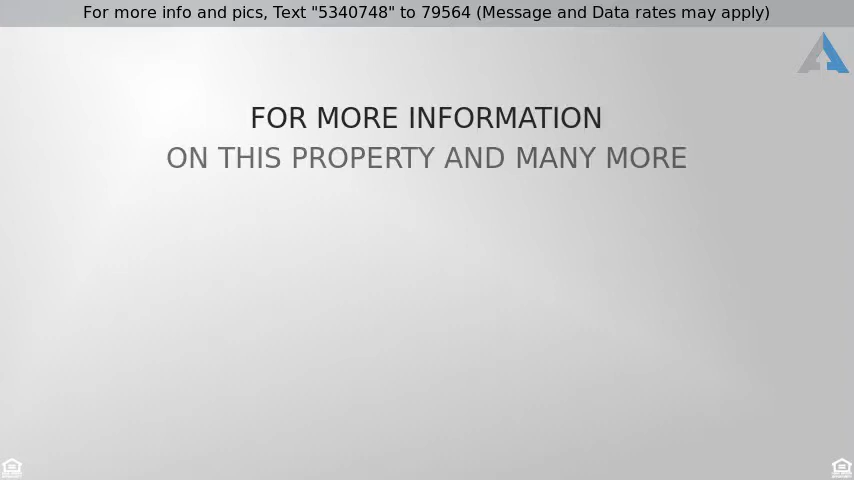 For more info and pics, Text "5340748" to 79564 (Message and Data rates may apply)
FOR MORE INFORMATION
ON THIS PROPERTY AND MANY MORE